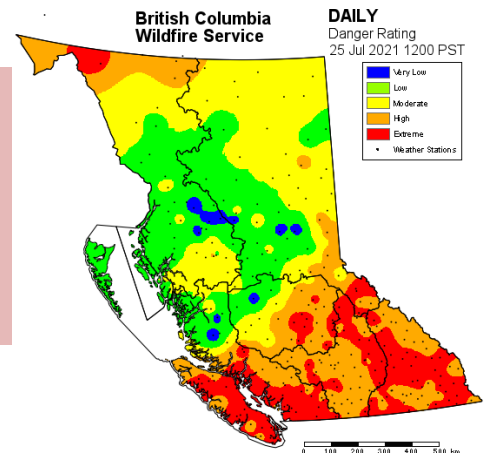 British Columbia
Wildfire Service
DAILY
Danger Rating
25 Jul 2021 1200 PST
Very Low
Low
Moderate
High
Extreme
Weather Stations
0 100 200 300 400 500 km